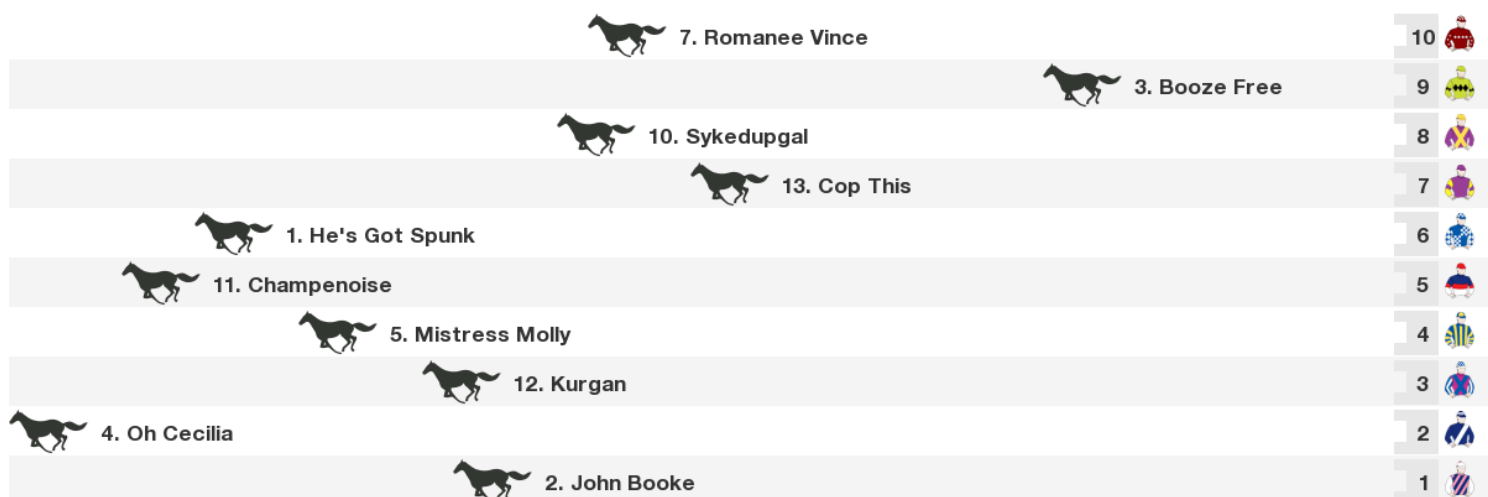 7. Romanee Vince 10
3. Booze Free 9
10. Sykedupgal 8
13. Cop This 7
1. He's Got Spunk 6
11. Champenoise 5
5. Mistress Molly 4
12. Kurgan 3
4. Oh Cecilia 2
2. John Booke 1